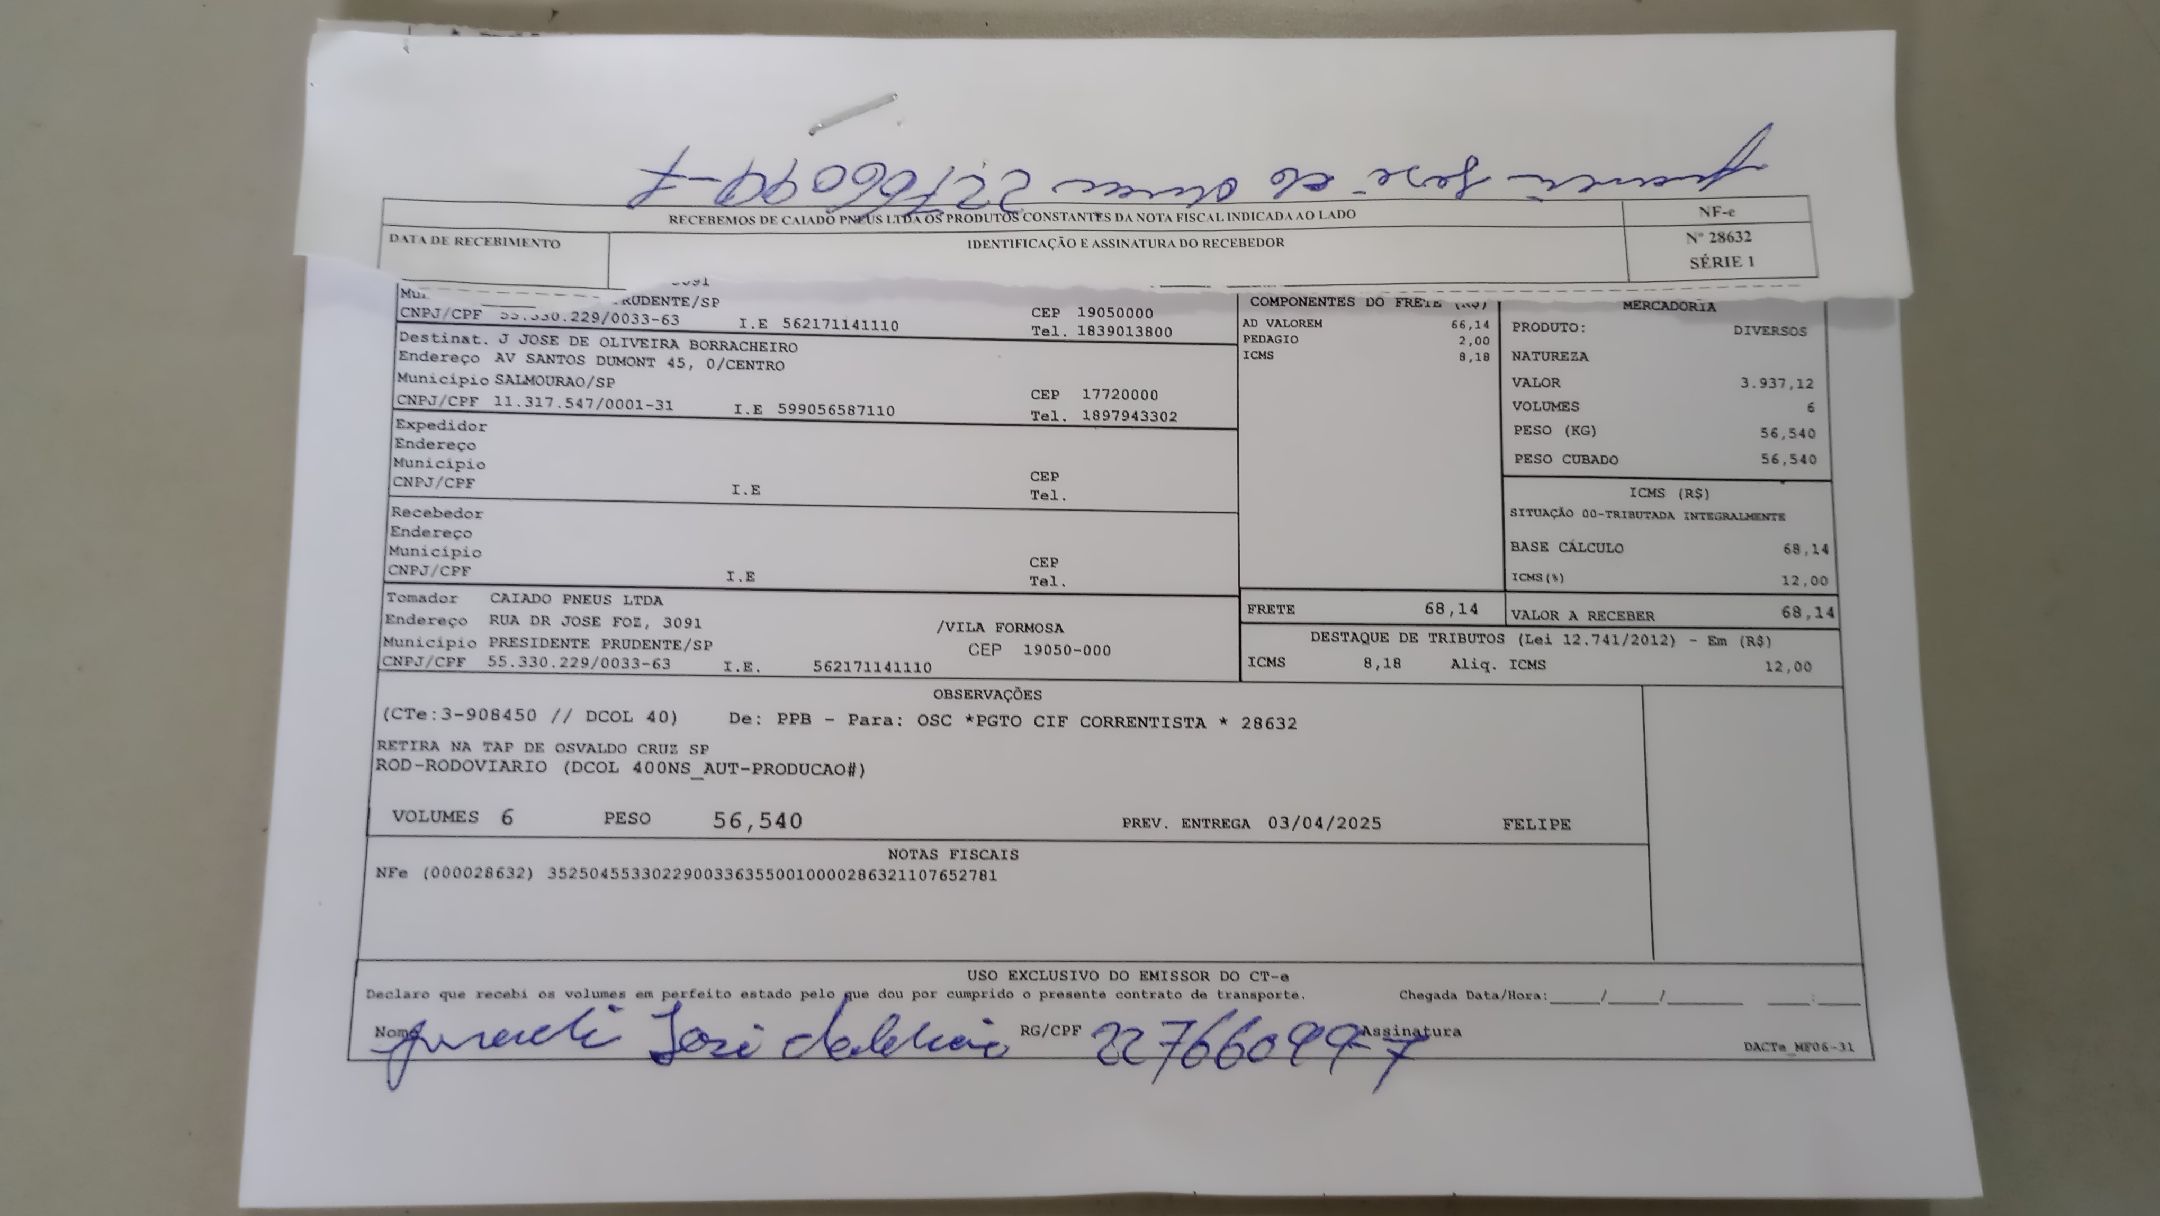 José de 22766099-7
RECEBEMOS DE CAIADO PNEUS LTDA OS PRODUTOS CONSTANTES DA NOTA FISCAL INDICADA AO LADO
NF-e
DATA DE RECEBIMENTO
IDENTIFICAÇÃO E ASSINATURA DO RECEBEDOR
Nº 28632
SÉRIE 1
CNPJ/CPF 55.330.229/0033-63 I.E 562171141110
CEP 19050000
Tel. 1839013800
Destinat. J JOSE DE OLIVEIRA BORRACHEIRO
Endereço AV SANTOS DUMONT 45, 0/CENTRO
Município SALMOURAO/SP CEP 17720000
CNPJ/CPF 11.317.547/0001-31 I.E 599056587110 Tel. 1897943302
Expedidor
Endereço
Município CEP
CNPJ/CPF I.E Tel.
Recebedor
Endereço
Município CEP
CNPJ/CPF I.E Tel.
Tomador CAIADO PNEUS LTDA
Endereço RUA DR JOSE FOZ, 3091 /VILA FORMOSA
Município PRESIDENTE PRUDENTE/SP CEP 19050-000
CNPJ/CPF 55.330.229/0033-63 I.E. 562171141110
COMPONENTES DO FRETE (R$)
AD VALOREM 66,14
PEDAGIO 2,00
ICMS 8,18
FRETE 68,14
MERCADORIA
PRODUTO: DIVERSOS
NATUREZA
VALOR 3.937,12
VOLUMES 6
PESO (KG) 56,540
PESO CUBADO 56,540
ICMS (R$)
SITUAÇÃO 00-TRIBUTADA INTEGRALMENTE
BASE CÁLCULO 68,14
ICMS(%) 12,00
VALOR A RECEBER 68,14
DESTAQUE DE TRIBUTOS (Lei 12.741/2012) - Em (R$)
ICMS 8,18 Aliq. ICMS 12,00
OBSERVAÇÕES
(CTe:3-908450 // DCOL 40) De: PPB - Para: OSC *PGTO CIF CORRENTISTA * 28632
RETIRA NA TAP DE OSVALDO CRUZ SP
ROD-RODOVIARIO (DCOL 400NS_AUT-PRODUCAO#)
VOLUMES 6 PESO 56,540 PREV. ENTREGA 03/04/2025 FELIPE
NOTAS FISCAIS
NFe (000028632) 35250455330229003363550010000286321107652781
USO EXCLUSIVO DO EMISSOR DO CT-e
Declaro que recebi os volumes em perfeito estado pelo que dou por cumprido o presente contrato de transporte. Chegada Data/Hora:____/____/______ ____:____
Nome José RG/CPF 22766099-7 Assinatura
DACTe_MF06-31